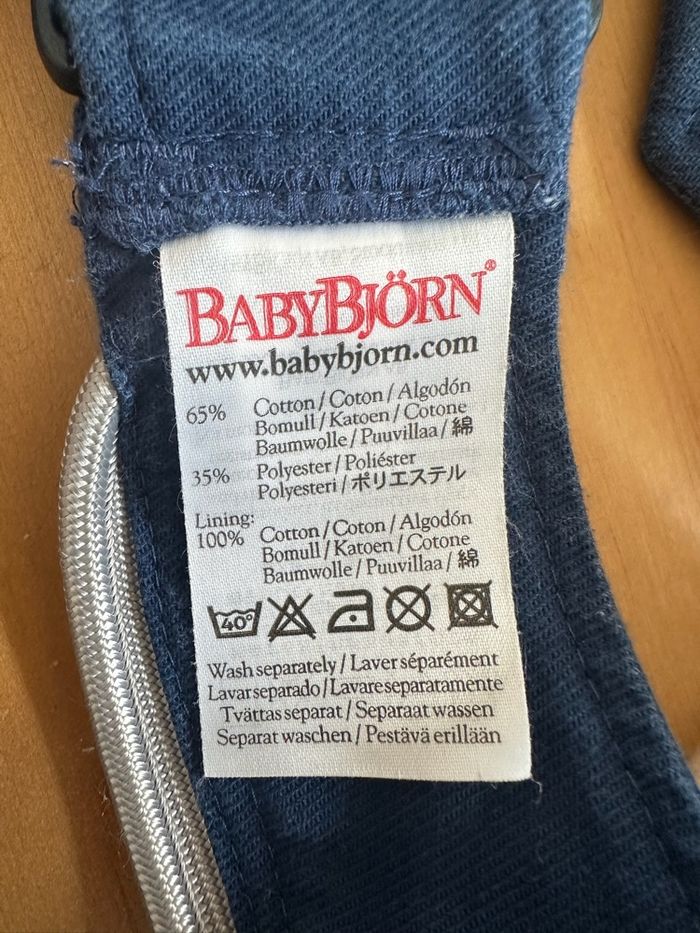 BABYBJÖRN®
www.babybjorn.com
65% Cotton / Coton / Algodón
Bomull / Katoen / Cotone
Baumwolle / Puuvillaa / 綿
35% Polyester / Poliéster
Polyesteri / ポリエステル
Lining:
100% Cotton / Coton / Algodón
Bomull / Katoen / Cotone
Baumwolle / Puuvillaa / 綿
40°
Wash separately / Laver séparément
Lavar separado / Lavare separatamente
Tvättas separat / Separaat wassen
Separat waschen / Pestävä erillään